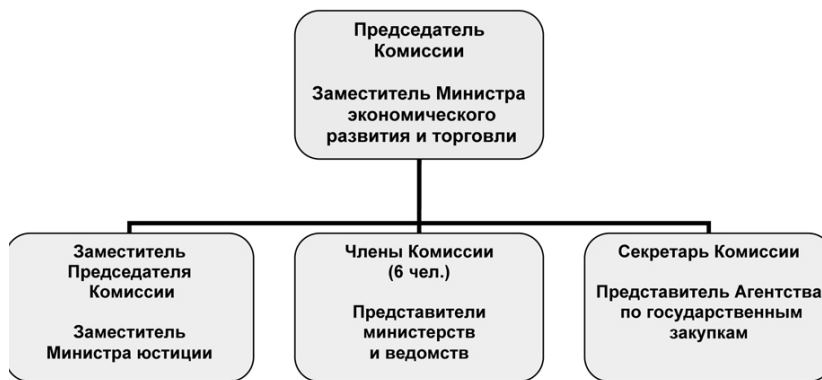 Председатель
Комиссии
Заместитель Министра
экономического
развития и торговли
Заместитель
Председателя
Комиссии
Заместитель
Министра юстиции
Члены Комиссии
(6 чел.)
Представители
министерств
и ведомств
Секретарь Комиссии
Представитель Агентства
по государственным
закупкам